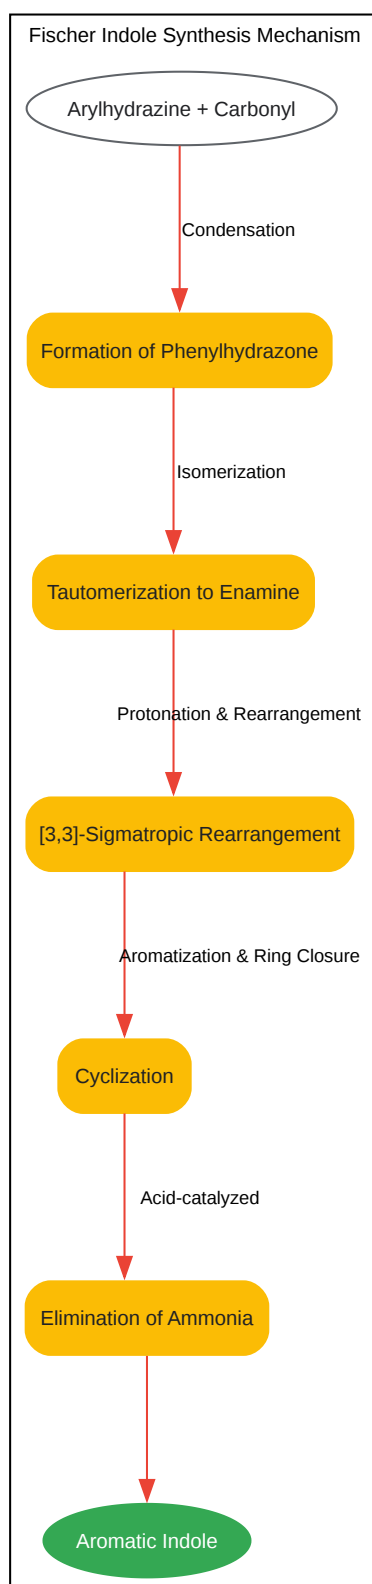 Fischer Indole Synthesis Mechanism
Arylhydrazine + Carbonyl
Condensation
Formation of Phenylhydrazone
Isomerization
Tautomerization to Enamine
Protonation & Rearrangement
[3,3]-Sigmatropic Rearrangement
Aromatization & Ring Closure
Cyclization
Acid-catalyzed
Elimination of Ammonia
Aromatic Indole